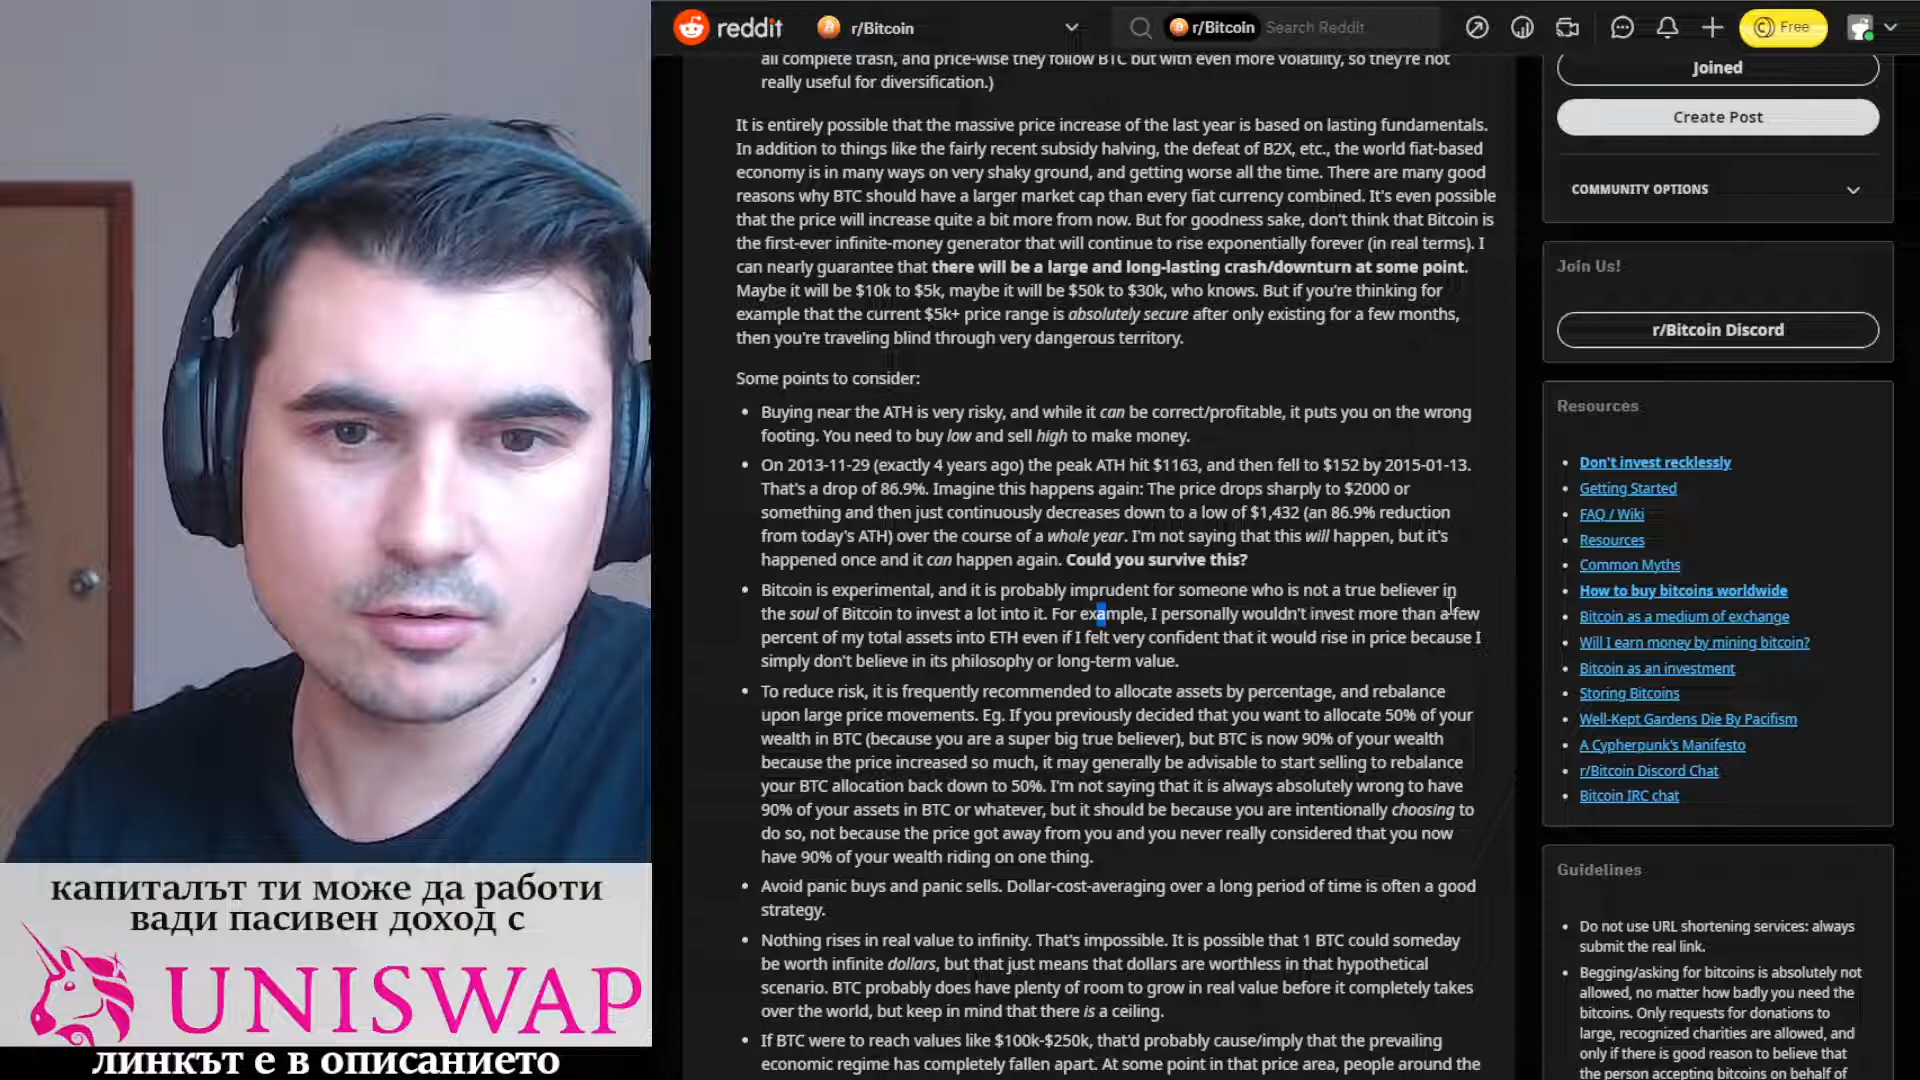 reddit
r/Bitcoin
r/Bitcoin Search Reddit
Free
all complete trash, and price-wise they follow BTC but with even more volatility, so they're not
really useful for diversification.)
It is entirely possible that the massive price increase of the last year is based on lasting fundamentals.
In addition to things like the fairly recent subsidy halving, the defeat of B2X, etc., the world fiat-based
economy is in many ways on very shaky ground, and getting worse all the time. There are many good
reasons why BTC should have a larger market cap than every fiat currency combined. It's even possible
that the price will increase quite a bit more from now. But for goodness sake, don't think that Bitcoin is
the first-ever infinite-money generator that will continue to rise exponentially forever (in real terms). I
can nearly guarantee that there will be a large and long-lasting crash/downturn at some point.
Maybe it will be $10k to $5k, maybe it will be $50k to $30k, who knows. But if you're thinking for
example that the current $5k+ price range is absolutely secure after only existing for a few months,
then you're traveling blind through very dangerous territory.
Some points to consider:
• Buying near the ATH is very risky, and while it can be correct/profitable, it puts you on the wrong
footing. You need to buy low and sell high to make money.
• On 2013-11-29 (exactly 4 years ago) the peak ATH hit $1163, and then fell to $152 by 2015-01-13.
That's a drop of 86.9%. Imagine this happens again: The price drops sharply to $2000 or
something and then just continuously decreases down to a low of $1,432 (an 86.9% reduction
from today's ATH) over the course of a whole year. I'm not saying that this will happen, but it's
happened once and it can happen again. Could you survive this?
• Bitcoin is experimental, and it is probably imprudent for someone who is not a true believer in
the soul of Bitcoin to invest a lot into it. For example, I personally wouldn't invest more than a few
percent of my total assets into ETH even if I felt very confident that it would rise in price because I
simply don't believe in its philosophy or long-term value.
• To reduce risk, it is frequently recommended to allocate assets by percentage, and rebalance
upon large price movements. Eg. If you previously decided that you want to allocate 50% of your
wealth in BTC (because you are a super big true believer), but BTC is now 90% of your wealth
because the price increased so much, it may generally be advisable to start selling to rebalance
your BTC allocation back down to 50%. I'm not saying that it is always absolutely wrong to have
90% of your assets in BTC or whatever, but it should be because you are intentionally choosing to
do so, not because the price got away from you and you never really considered that you now
have 90% of your wealth riding on one thing.
• Avoid panic buys and panic sells. Dollar-cost-averaging over a long period of time is often a good
strategy.
• Nothing rises in real value to infinity. That's impossible. It is possible that 1 BTC could someday
be worth infinite dollars, but that just means that dollars are worthless in that hypothetical
scenario. BTC probably does have plenty of room to grow in real value before it completely takes
over the world, but keep in mind that there is a ceiling.
• If BTC were to reach values like $100k-$250k, that'd probably cause/imply that the prevailing
economic regime has completely fallen apart. At some point in that price area, people around the
Joined
Create Post
COMMUNITY OPTIONS
Join Us!
r/Bitcoin Discord
Resources
• Don't invest recklessly
• Getting Started
• FAQ / Wiki
• Resources
• Common Myths
• How to buy bitcoins worldwide
• Bitcoin as a medium of exchange
• Will I earn money by mining bitcoin?
• Bitcoin as an investment
• Storing Bitcoins
• Well-Kept Gardens Die By Pacifism
• A Cypherpunk's Manifesto
• r/Bitcoin Discord Chat
• Bitcoin IRC chat
Guidelines
• Do not use URL shortening services: always
submit the real link.
• Begging/asking for bitcoins is absolutely not
allowed, no matter how badly you need the
bitcoins. Only requests for donations to
large, recognized charities are allowed, and
only if there is good reason to believe that
the person accepting bitcoins on behalf of
капиталът ти може да работи
вади пасивен доход с
UNISWAP
линкът е в описанието